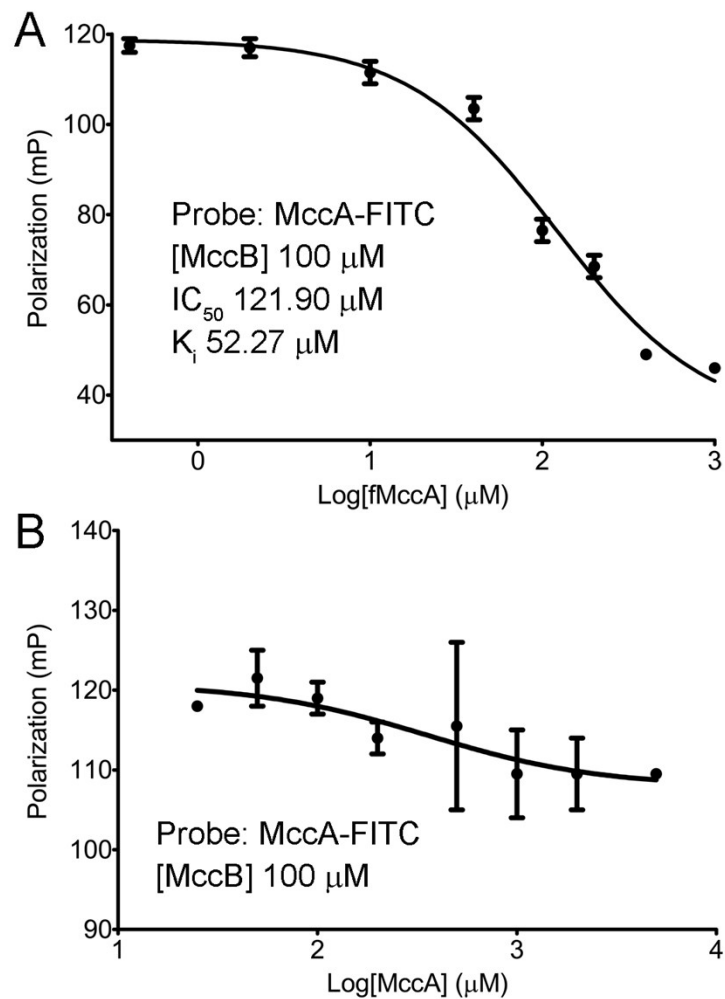 A
Polarization (mP)
120
100
80
60
40
Probe: MccA-FITC
[MccB] 100 μM
IC50 121.90 μM
Ki 52.27 μM
0 1 2 3
Log[fMccA] (μM)
B
Polarization (mP)
140
130
120
110
100
90
Probe: MccA-FITC
[MccB] 100 μM
1 2 3 4
Log[MccA] (μM)